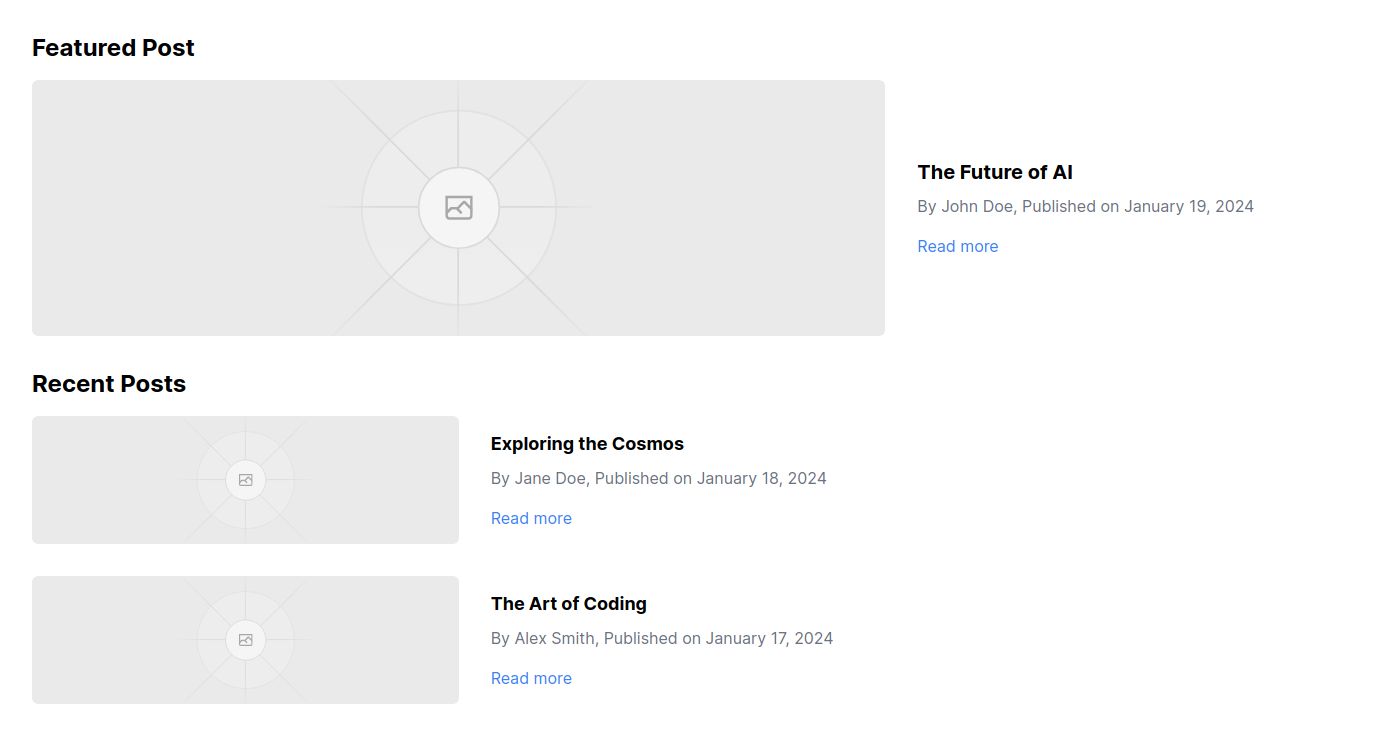 Featured Post
The Future of AI
By John Doe, Published on January 19, 2024
Read more
Recent Posts
Exploring the Cosmos
By Jane Doe, Published on January 18, 2024
Read more
The Art of Coding
By Alex Smith, Published on January 17, 2024
Read more